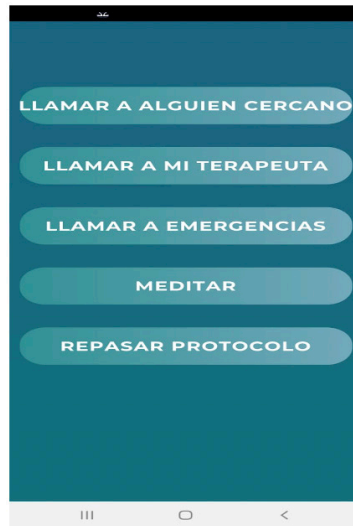 LLAMAR A ALGUIEN CERCANO
LLAMAR A MI TERAPEUTA
LLAMAR A EMERGENCIAS
MEDITAR
REPASAR PROTOCOLO